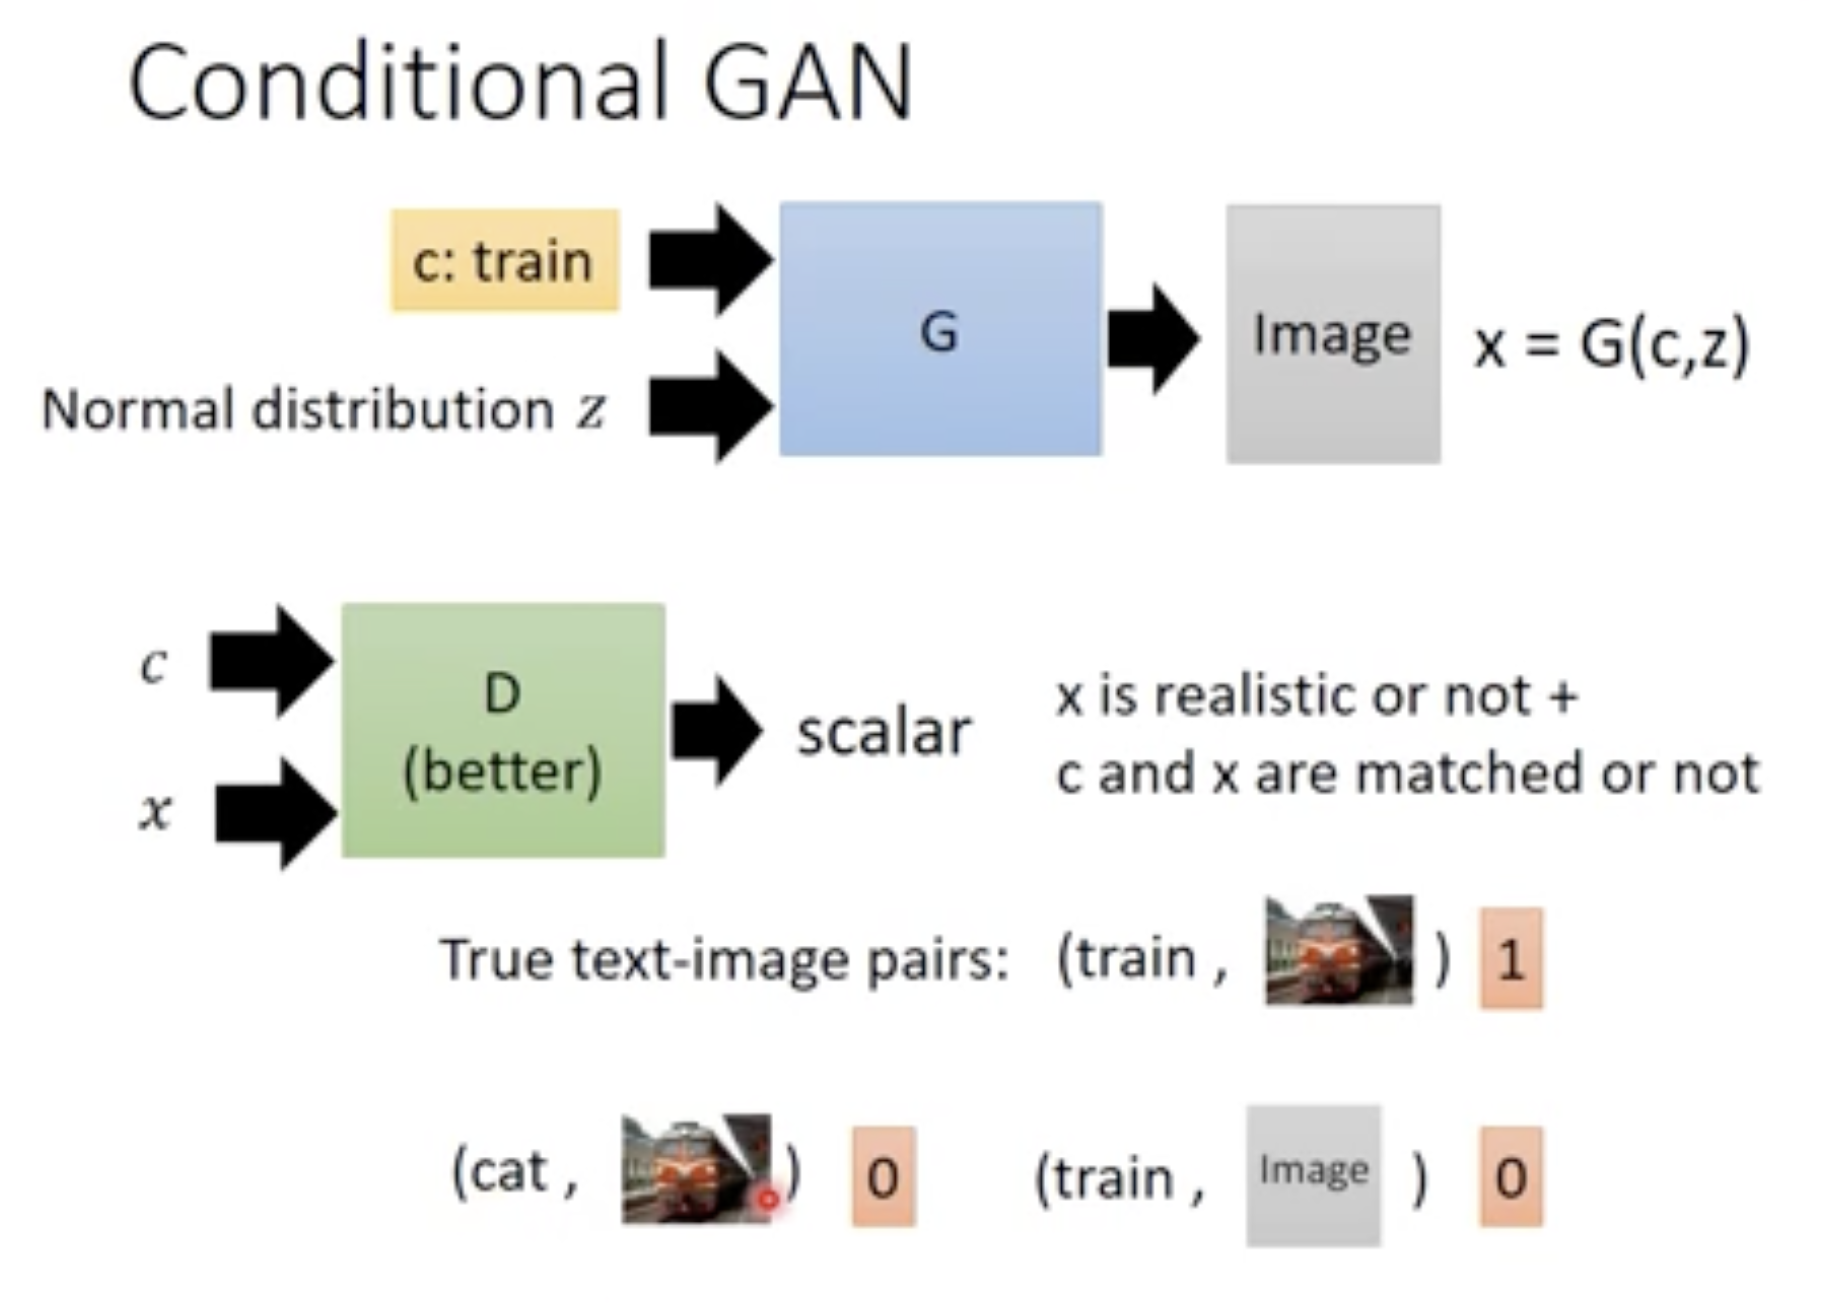 Conditional GAN
c: train
G
Image
x = G(c,z)
Normal distribution z
c
D
(better)
x
scalar
x is realistic or not +
c and x are matched or not
True text-image pairs: (train , ) 1
(cat , ) 0
(train , Image ) 0